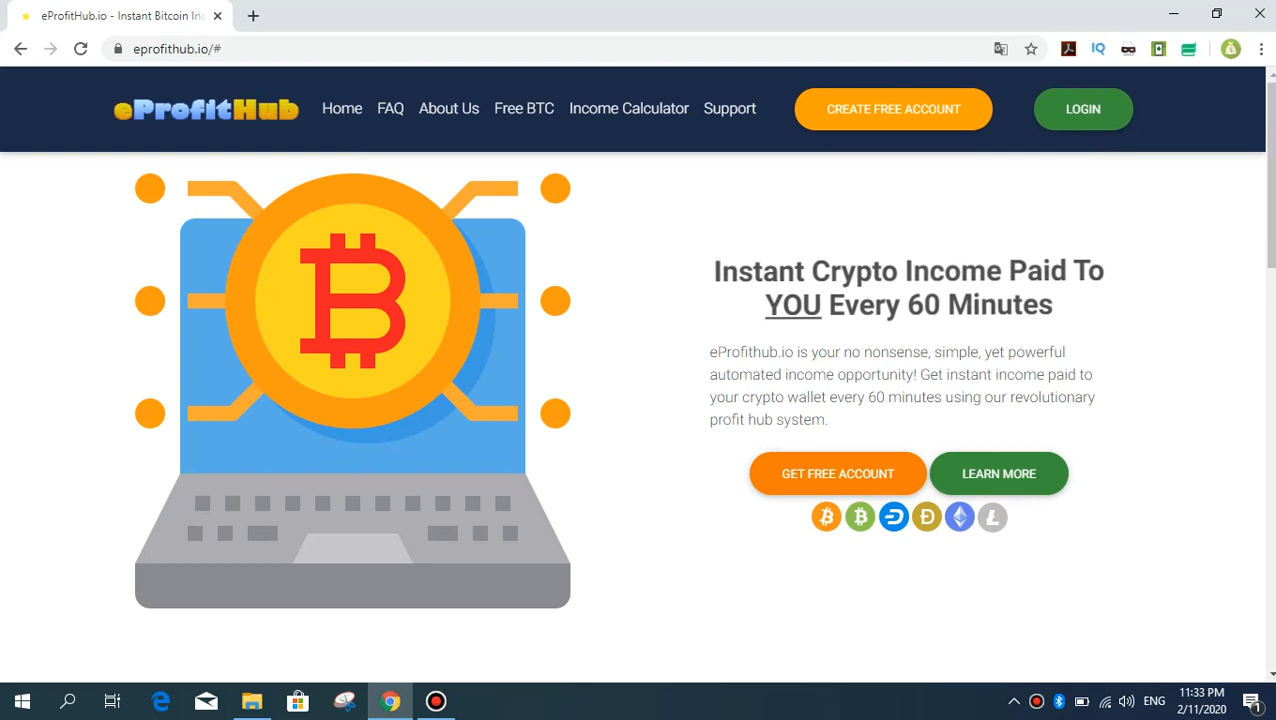 eProfitHub.io - Instant Bitcoin Inc
eprofithub.io/#
IQ
eProfitHub
Home FAQ About Us Free BTC Income Calculator Support CREATE FREE ACCOUNT LOGIN
Instant Crypto Income Paid To
YOU Every 60 Minutes
eProfithub.io is your no nonsense, simple, yet powerful
automated income opportunity! Get instant income paid to
your crypto wallet every 60 minutes using our revolutionary
profit hub system.
GET FREE ACCOUNT LEARN MORE
ENG
11:33 PM
2/11/2020
1